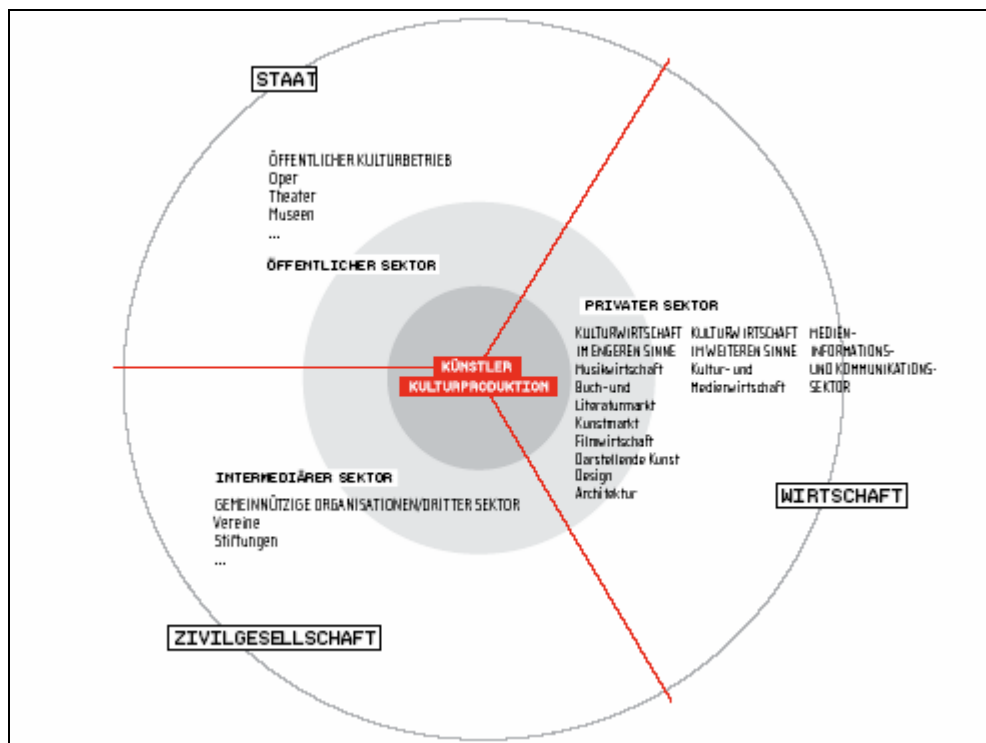 STAAT
ÖFFENTLICHER KULTURBETRIEB
Oper
Theater
Museen
...
ÖFFENTLICHER SEKTOR
PRIVATER SEKTOR
KULTURWIRTSCHAFT
IM ENGEREN SINNE
Musikwirtschaft
Buch-und
Literaturmarkt
Kunstmarkt
Filmwirtschaft
Darstellende Kunst
Design
Architektur
KULTURWIRTSCHAFT
IM WEITEREN SINNE
Kultur- und
Medienwirtschaft
MEDIEN-
INFORMATIONS-
UND KOMMUNIKATIONS-
SEKTOR
KÜNSTLER
KULTURPRODUKTION
INTERMEDIÄRER SEKTOR
GEMEINNÜTZIGE ORGANISATIONEN/DRITTER SEKTOR
Vereine
Stiftungen
...
WIRTSCHAFT
ZIVILGESELLSCHAFT